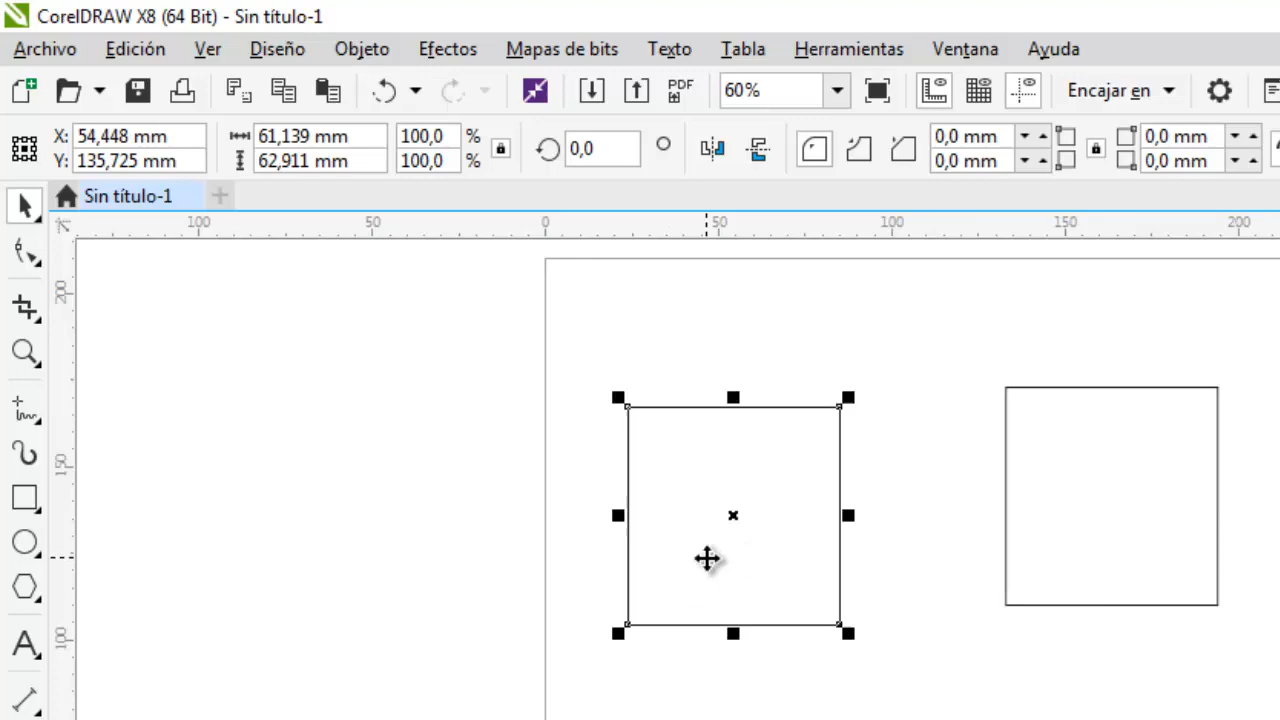 CorelDRAW X8 (64 Bit) - Sin título-1
Archivo Edición Ver Diseño Objeto Efectos Mapas de bits Texto Tabla Herramientas Ventana Ayuda
PDF 60% Encajar en
X: 54,448 mm 61,139 mm 100,0 % 0,0 0,0 mm 0,0 mm
Y: 135,725 mm 62,911 mm 100,0 % 0,0 mm 0,0 mm
Sin título-1
100 50 0 50 100 150 200
200
150
100